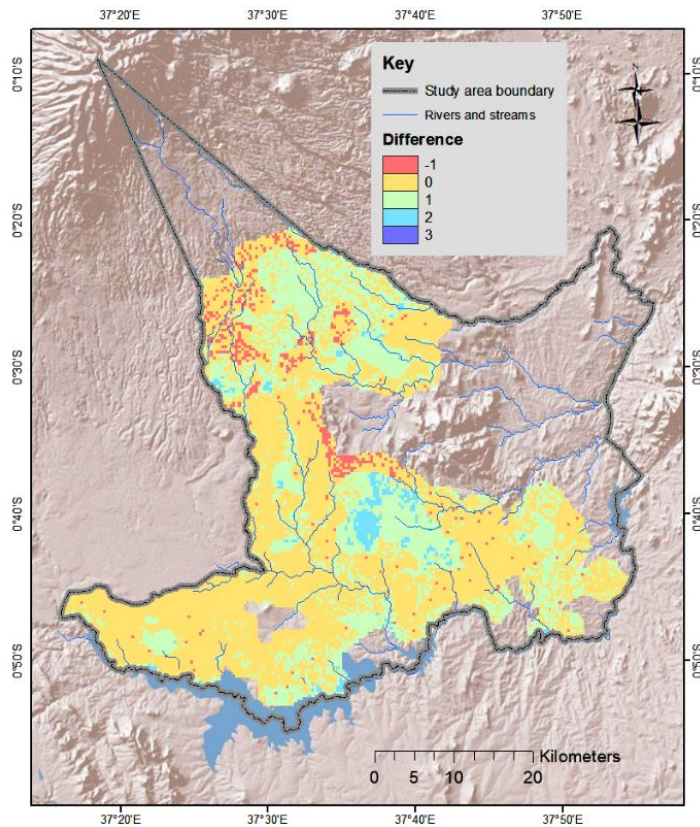 37°20'E 37°30'E 37°40'E 37°50'E
Key
Study area boundary
Rivers and streams
Difference
-1
0
1
2
3
N
0°10'S 0°10'S
0°20'S 0°20'S
0°30'S 0°30'S
0°40'S 0°40'S
0°50'S 0°50'S
Kilometers
0 5 10 20
37°20'E 37°30'E 37°40'E 37°50'E